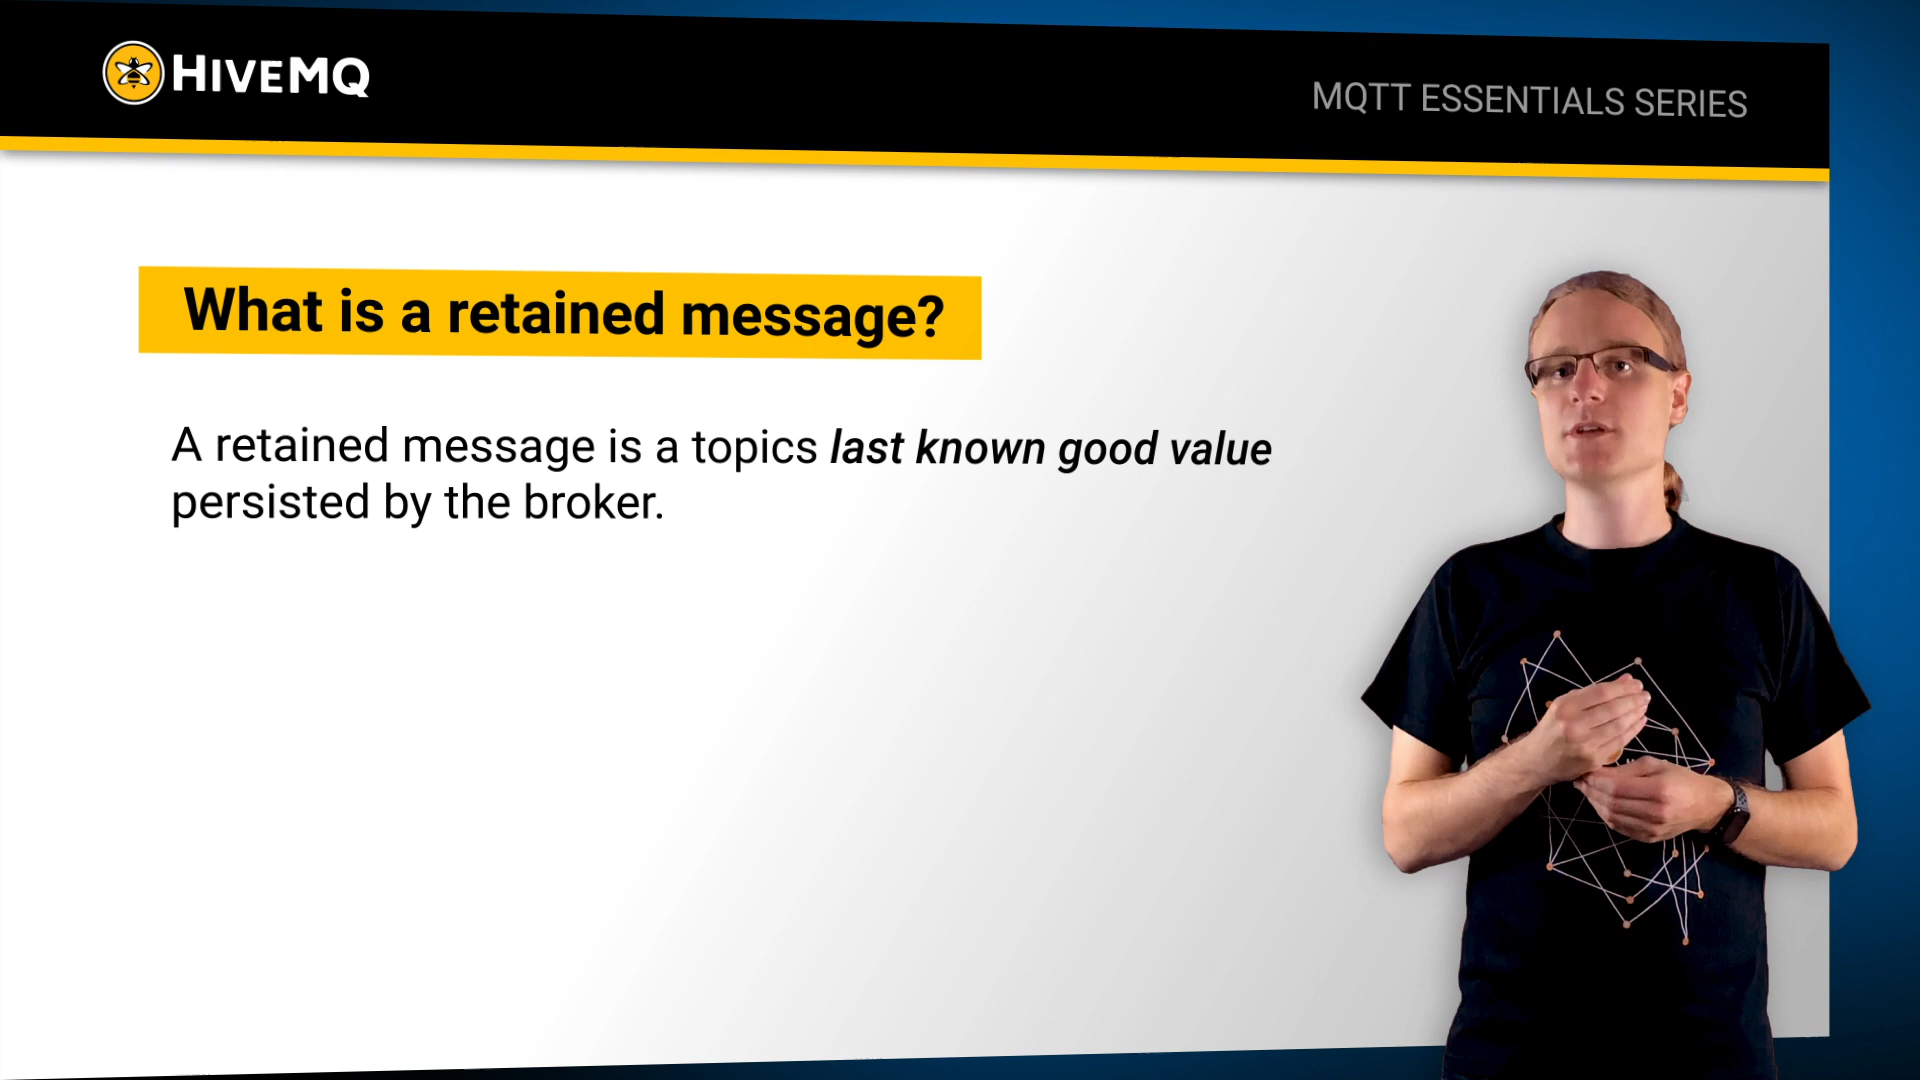 HIVEMQ
MQTT ESSENTIALS SERIES
What is a retained message?
A retained message is a topics last known good value
persisted by the broker.